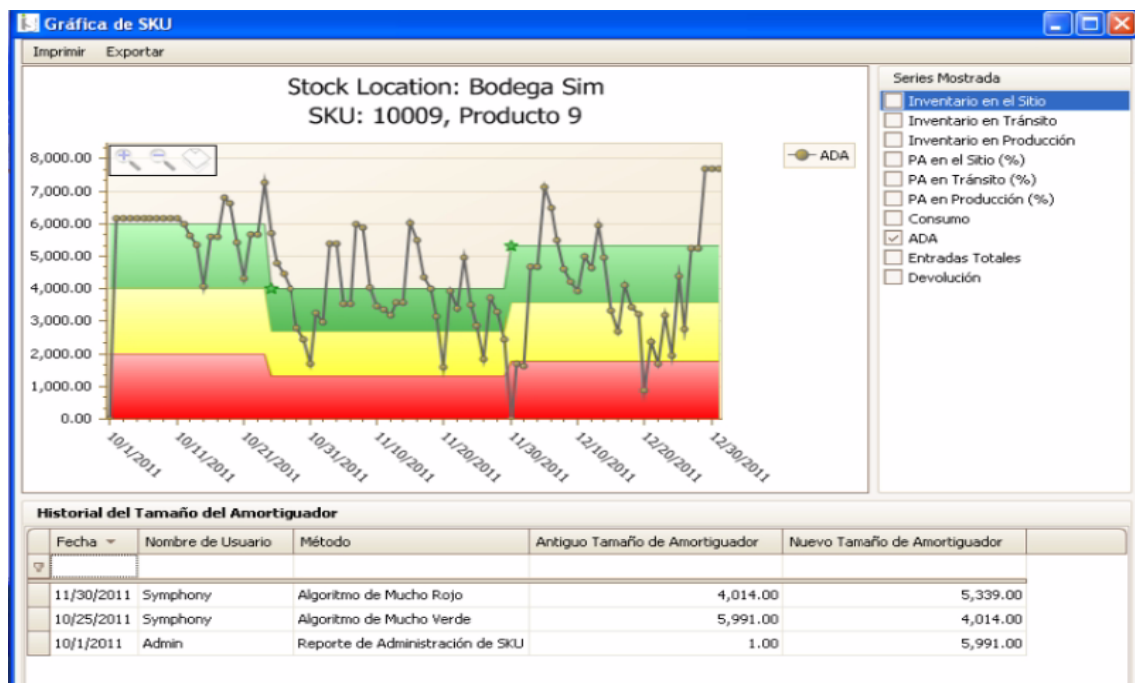 Gráfica de SKU
Imprimir Exportar
Stock Location: Bodega Sim
SKU: 10009, Producto 9
8,000.00
7,000.00
6,000.00
5,000.00
4,000.00
3,000.00
2,000.00
1,000.00
0.00
10/1/2011 10/11/2011 10/21/2011 10/31/2011 11/10/2011 11/20/2011 11/30/2011 12/10/2011 12/20/2011 12/30/2011
ADA
Series Mostrada
Inventario en el Sitio
Inventario en Tránsito
Inventario en Producción
PA en el Sitio (%)
PA en Tránsito (%)
PA en Producción (%)
Consumo
ADA
Entradas Totales
Devolución
Historial del Tamaño del Amortiguador
Fecha Nombre de Usuario Método Antiguo Tamaño de Amortiguador Nuevo Tamaño de Amortiguador
11/30/2011 Symphony Algoritmo de Mucho Rojo 4,014.00 5,339.00
10/25/2011 Symphony Algoritmo de Mucho Verde 5,991.00 4,014.00
10/1/2011 Admin Reporte de Administración de SKU 1.00 5,991.00